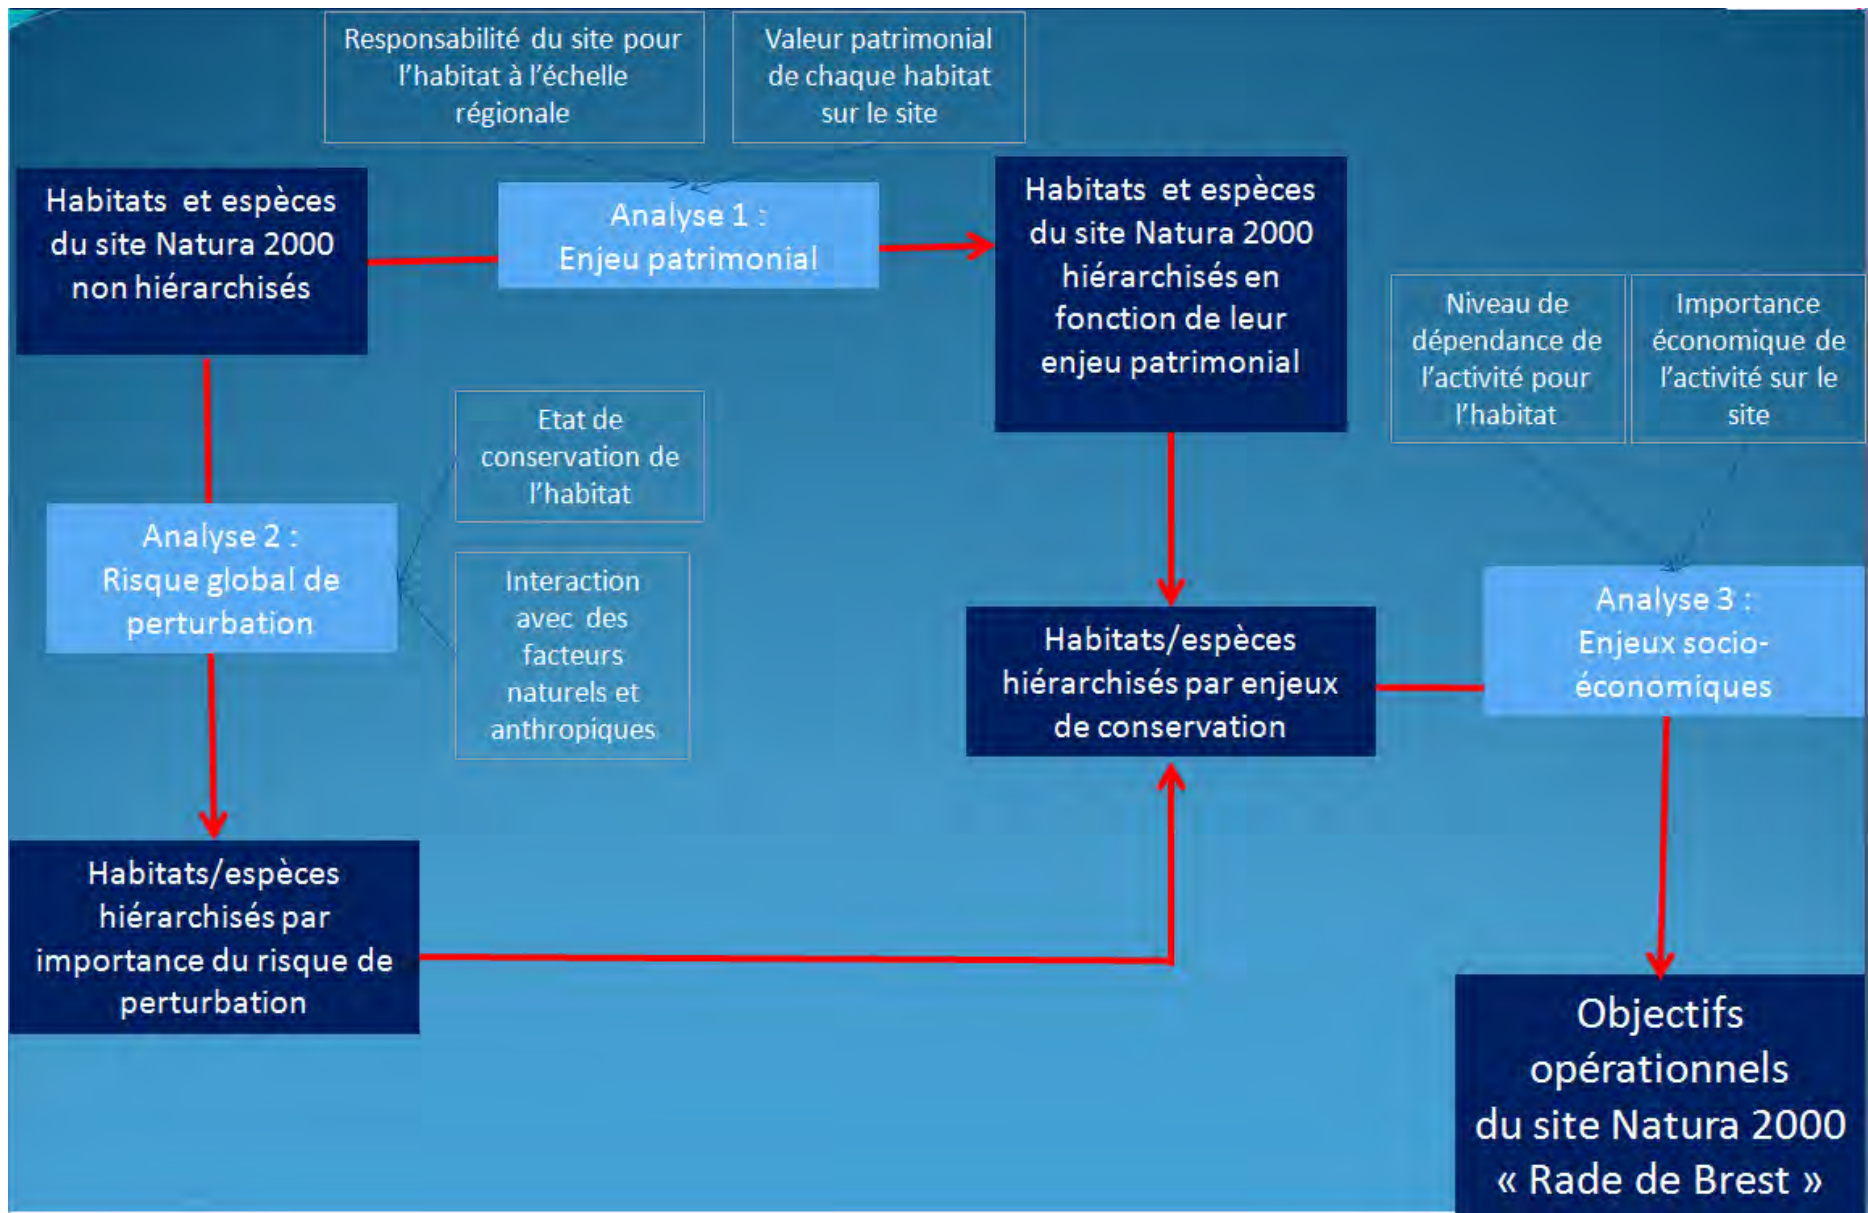 Responsabilité du site pour
l'habitat à l'échelle
régionale
Valeur patrimonial
de chaque habitat
sur le site
Habitats et espèces
du site Natura 2000
non hiérarchisés
Analyse 1 :
Enjeu patrimonial
Habitats et espèces
du site Natura 2000
hiérarchisés en
fonction de leur
enjeu patrimonial
Niveau de
dépendance de
l'activité pour
l'habitat
Importance
économique de
l'activité sur le
site
Etat de
conservation de
l'habitat
Analyse 2 :
Risque global de
perturbation
Interaction
avec des
facteurs
naturels et
anthropiques
Habitats/espèces
hiérarchisés par enjeux
de conservation
Analyse 3 :
Enjeux socio-
économiques
Habitats/espèces
hiérarchisés par
importance du risque de
perturbation
Objectifs
opérationnels
du site Natura 2000
« Rade de Brest »